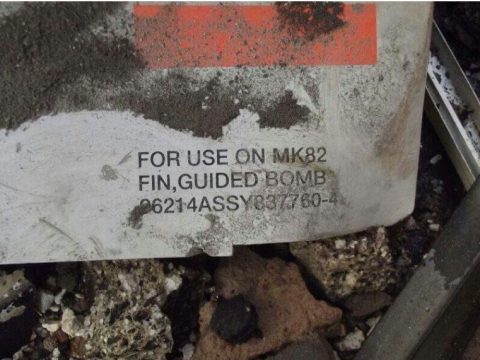 FOR USE ON MK82
FIN,GUIDED BOMB
96214ASSY837760-4